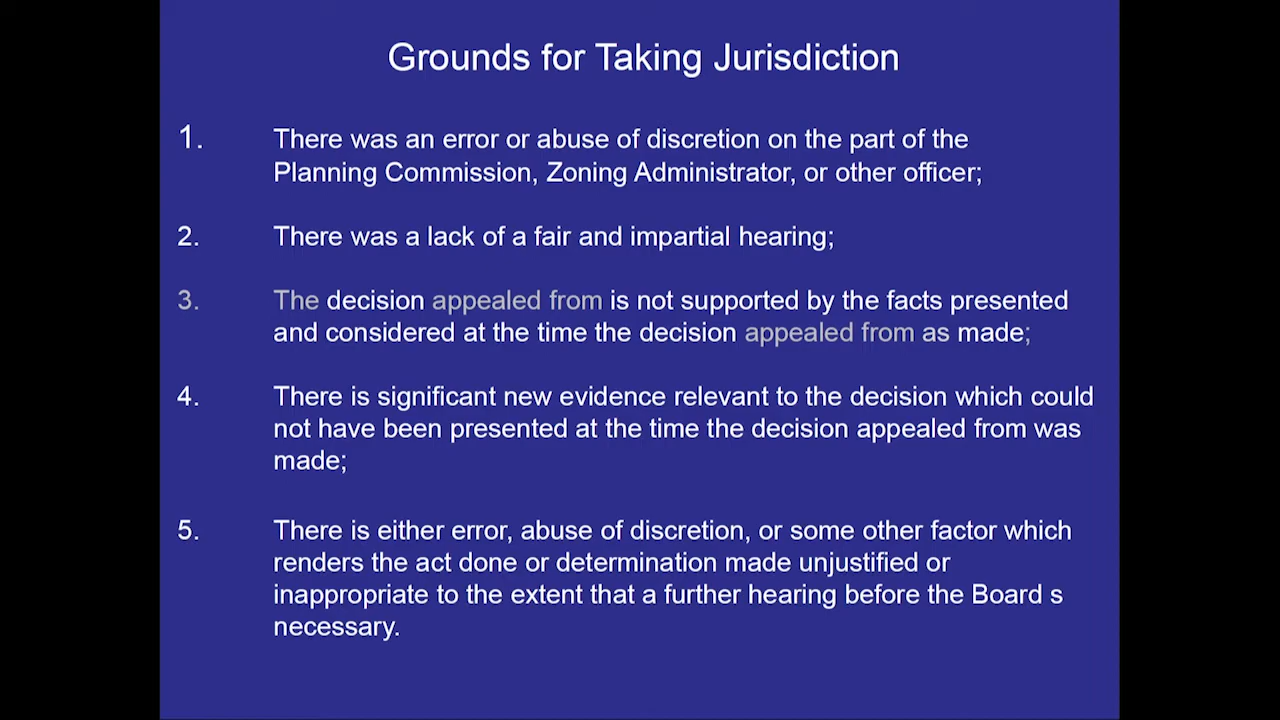 Grounds for Taking Jurisdiction
1. There was an error or abuse of discretion on the part of the
Planning Commission, Zoning Administrator, or other officer;
2. There was a lack of a fair and impartial hearing;
3. The decision appealed from is not supported by the facts presented
and considered at the time the decision appealed from as made;
4. There is significant new evidence relevant to the decision which could
not have been presented at the time the decision appealed from was
made;
5. There is either error, abuse of discretion, or some other factor which
renders the act done or determination made unjustified or
inappropriate to the extent that a further hearing before the Board s
necessary.